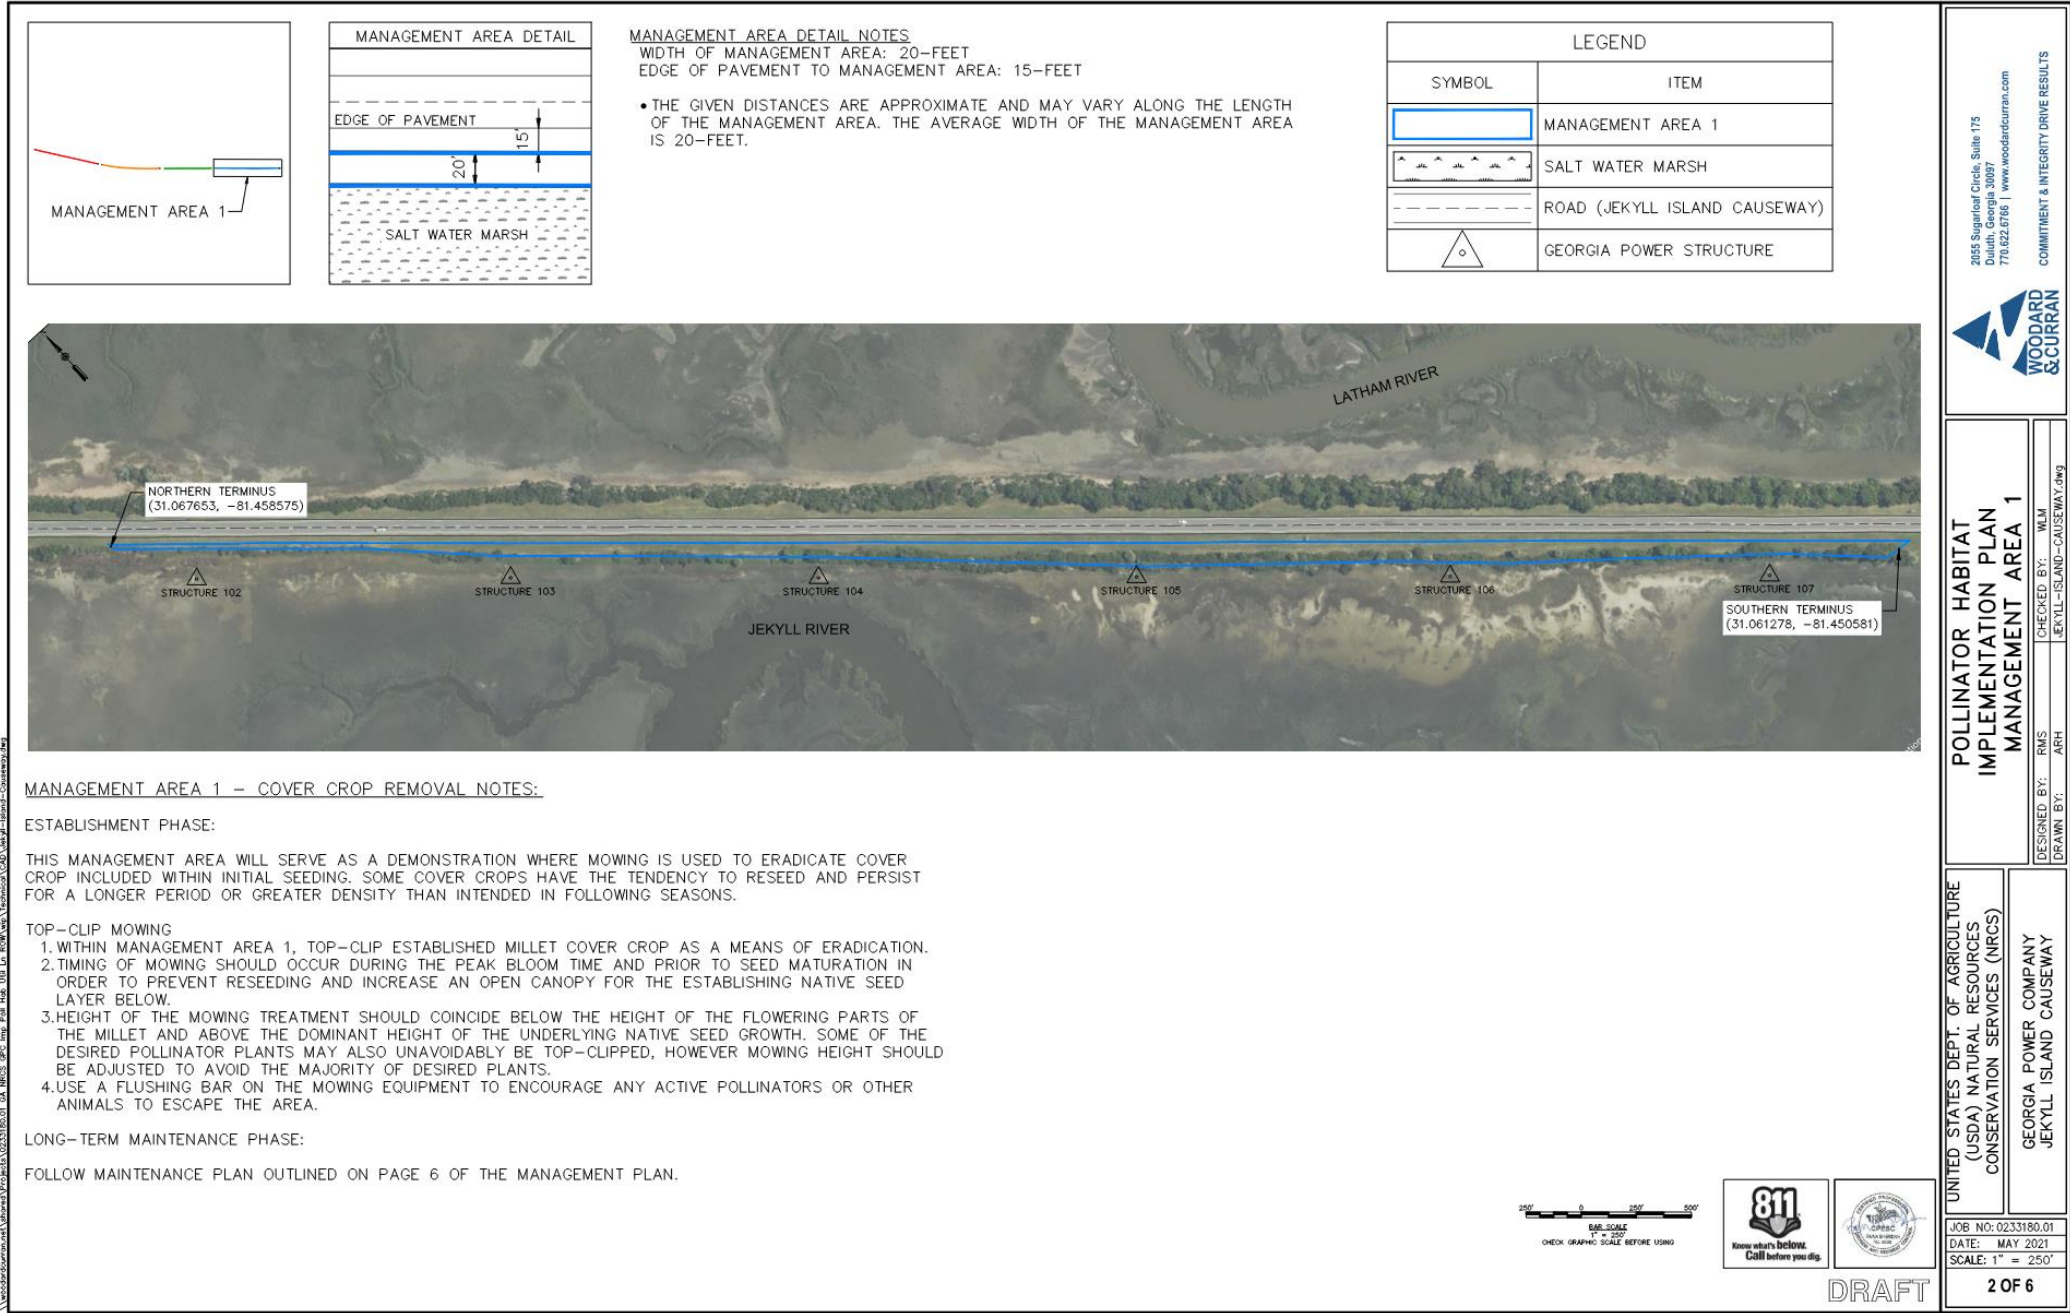 MANAGEMENT AREA 1
MANAGEMENT AREA DETAIL
EDGE OF PAVEMENT
15'
20'
SALT WATER MARSH
MANAGEMENT AREA DETAIL NOTES
WIDTH OF MANAGEMENT AREA: 20-FEET
EDGE OF PAVEMENT TO MANAGEMENT AREA: 15-FEET
• THE GIVEN DISTANCES ARE APPROXIMATE AND MAY VARY ALONG THE LENGTH
OF THE MANAGEMENT AREA. THE AVERAGE WIDTH OF THE MANAGEMENT AREA
IS 20-FEET.
LEGEND
SYMBOL ITEM
MANAGEMENT AREA 1
SALT WATER MARSH
ROAD (JEKYLL ISLAND CAUSEWAY)
GEORGIA POWER STRUCTURE
LATHAM RIVER
NORTHERN TERMINUS
(31.067653, -81.458575)
STRUCTURE 102
STRUCTURE 103
STRUCTURE 104
STRUCTURE 105
STRUCTURE 106
STRUCTURE 107
SOUTHERN TERMINUS
(31.061278, -81.450581)
JEKYLL RIVER
MANAGEMENT AREA 1 - COVER CROP REMOVAL NOTES:
ESTABLISHMENT PHASE:
THIS MANAGEMENT AREA WILL SERVE AS A DEMONSTRATION WHERE MOWING IS USED TO ERADICATE COVER
CROP INCLUDED WITHIN INITIAL SEEDING. SOME COVER CROPS HAVE THE TENDENCY TO RESEED AND PERSIST
FOR A LONGER PERIOD OR GREATER DENSITY THAN INTENDED IN FOLLOWING SEASONS.
TOP-CLIP MOWING
1. WITHIN MANAGEMENT AREA 1, TOP-CLIP ESTABLISHED MILLET COVER CROP AS A MEANS OF ERADICATION.
2. TIMING OF MOWING SHOULD OCCUR DURING THE PEAK BLOOM TIME AND PRIOR TO SEED MATURATION IN
ORDER TO PREVENT RESEEDING AND INCREASE AN OPEN CANOPY FOR THE ESTABLISHING NATIVE SEED
LAYER BELOW.
3. HEIGHT OF THE MOWING TREATMENT SHOULD COINCIDE BELOW THE HEIGHT OF THE FLOWERING PARTS OF
THE MILLET AND ABOVE THE DOMINANT HEIGHT OF THE UNDERLYING NATIVE SEED GROWTH. SOME OF THE
DESIRED POLLINATOR PLANTS MAY ALSO UNAVOIDABLY BE TOP-CLIPPED, HOWEVER MOWING HEIGHT SHOULD
BE ADJUSTED TO AVOID THE MAJORITY OF DESIRED PLANTS.
4. USE A FLUSHING BAR ON THE MOWING EQUIPMENT TO ENCOURAGE ANY ACTIVE POLLINATORS OR OTHER
ANIMALS TO ESCAPE THE AREA.
LONG-TERM MAINTENANCE PHASE:
FOLLOW MAINTENANCE PLAN OUTLINED ON PAGE 6 OF THE MANAGEMENT PLAN.
250' 0 250' 500'
BAR SCALE
1" = 250'
CHECK GRAPHIC SCALE BEFORE USING
811
Know what's below.
Call before you dig.
DRAFT
2055 Sugarloaf Circle, Suite 175
Duluth, Georgia 30097
770.622.6766 | www.woodardcurran.com
COMMITMENT & INTEGRITY DRIVE RESULTS
WOODARD
&CURRAN
POLLINATOR HABITAT
IMPLEMENTATION PLAN
MANAGEMENT AREA 1
DESIGNED BY: RMS
CHECKED BY: WLM
DRAWN BY: ARH
JEKYLL-ISLAND-CAUSEWAY.dwg
UNITED STATES DEPT. OF AGRICULTURE
(USDA) NATURAL RESOURCES
CONSERVATION SERVICES (NRCS)
GEORGIA POWER COMPANY
JEKYLL ISLAND CAUSEWAY
JOB NO: 0233180.01
DATE: MAY 2021
SCALE: 1" = 250'
2 OF 6